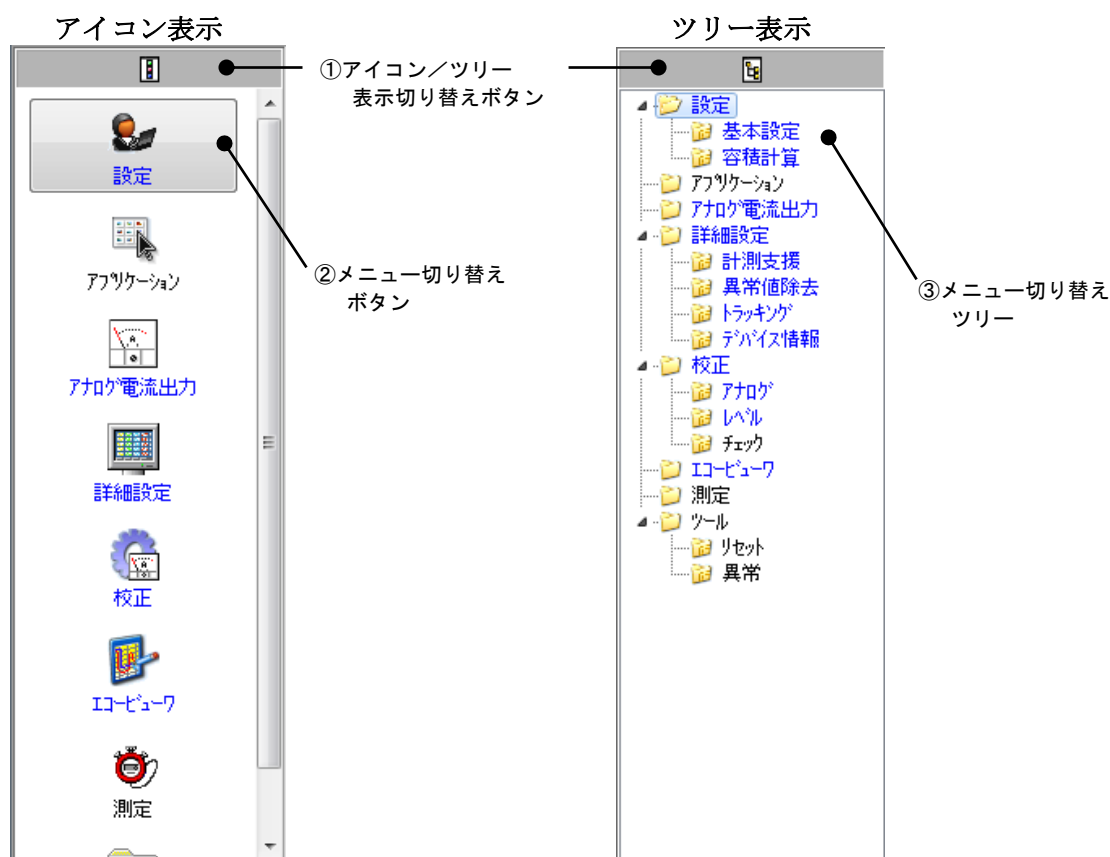 アイコン表示
ツリー表示
①アイコン／ツリー
表示切り替えボタン
設定
ｱﾌﾟﾘｹｰｼｮﾝ
ｱﾅﾛｸﾞ電流出力
詳細設定
校正
ｴｺｰﾋﾞｭｰﾜ
測定
②メニュー切り替え
ボタン
設定
基本設定
容積計算
ｱﾌﾟﾘｹｰｼｮﾝ
ｱﾅﾛｸﾞ電流出力
詳細設定
計測支援
異常値除去
ﾄﾗｯｷﾝｸﾞ
ﾃﾞﾊﾞｲｽ情報
校正
ｱﾅﾛｸﾞ
ﾚﾍﾞﾙ
ﾁｪｯｸ
ｴｺｰﾋﾞｭｰﾜ
測定
ﾂｰﾙ
ﾘｾｯﾄ
異常
③メニュー切り替え
ツリー